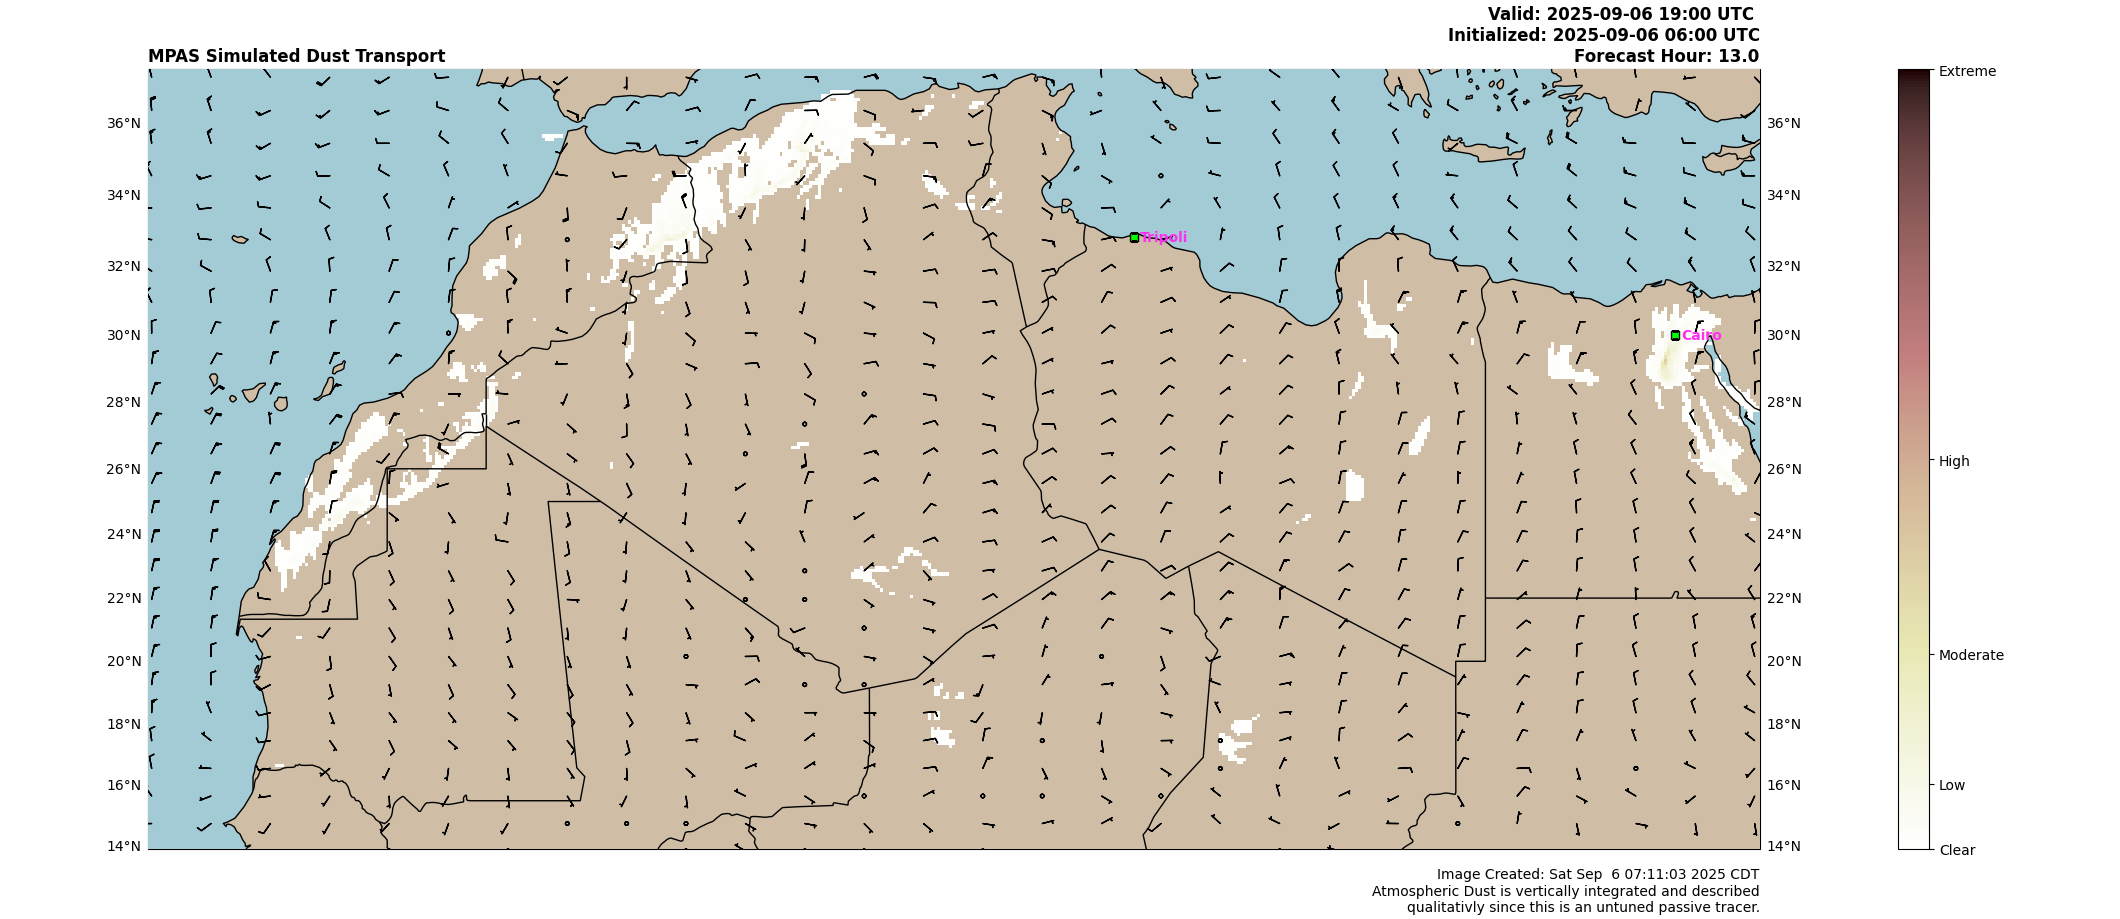 Valid: 2025-09-06 19:00 UTC
Initialized: 2025-09-06 06:00 UTC
MPAS Simulated Dust Transport
Forecast Hour: 13.0
Extreme
36°N
36°N
34°N
34°N
Tripoli
32°N
32°N
30°N
Cairo
30°N
28°N
28°N
26°N
26°N
High
24°N
24°N
22°N
22°N
20°N
20°N
Moderate
18°N
18°N
16°N
16°N
Low
14°N
14°N
Clear
Image Created: Sat Sep  6 07:11:03 2025 CDT
Atmospheric Dust is vertically integrated and described
qualitativly since this is an untuned passive tracer.